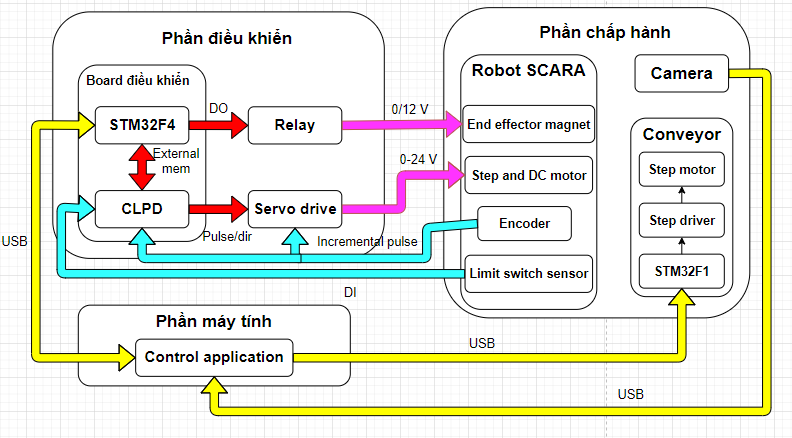 Phần điều khiển
Board điều khiển
STM32F4
DO
Relay
External
mem
CLPD
Pulse/dir
Servo drive
0/12 V
0-24 V
Incremental pulse
USB
DI
Phần chấp hành
Robot SCARA
End effector magnet
Step and DC motor
Encoder
Limit switch sensor
Camera
Conveyor
Step motor
Step driver
STM32F1
Phần máy tính
Control application
USB
USB